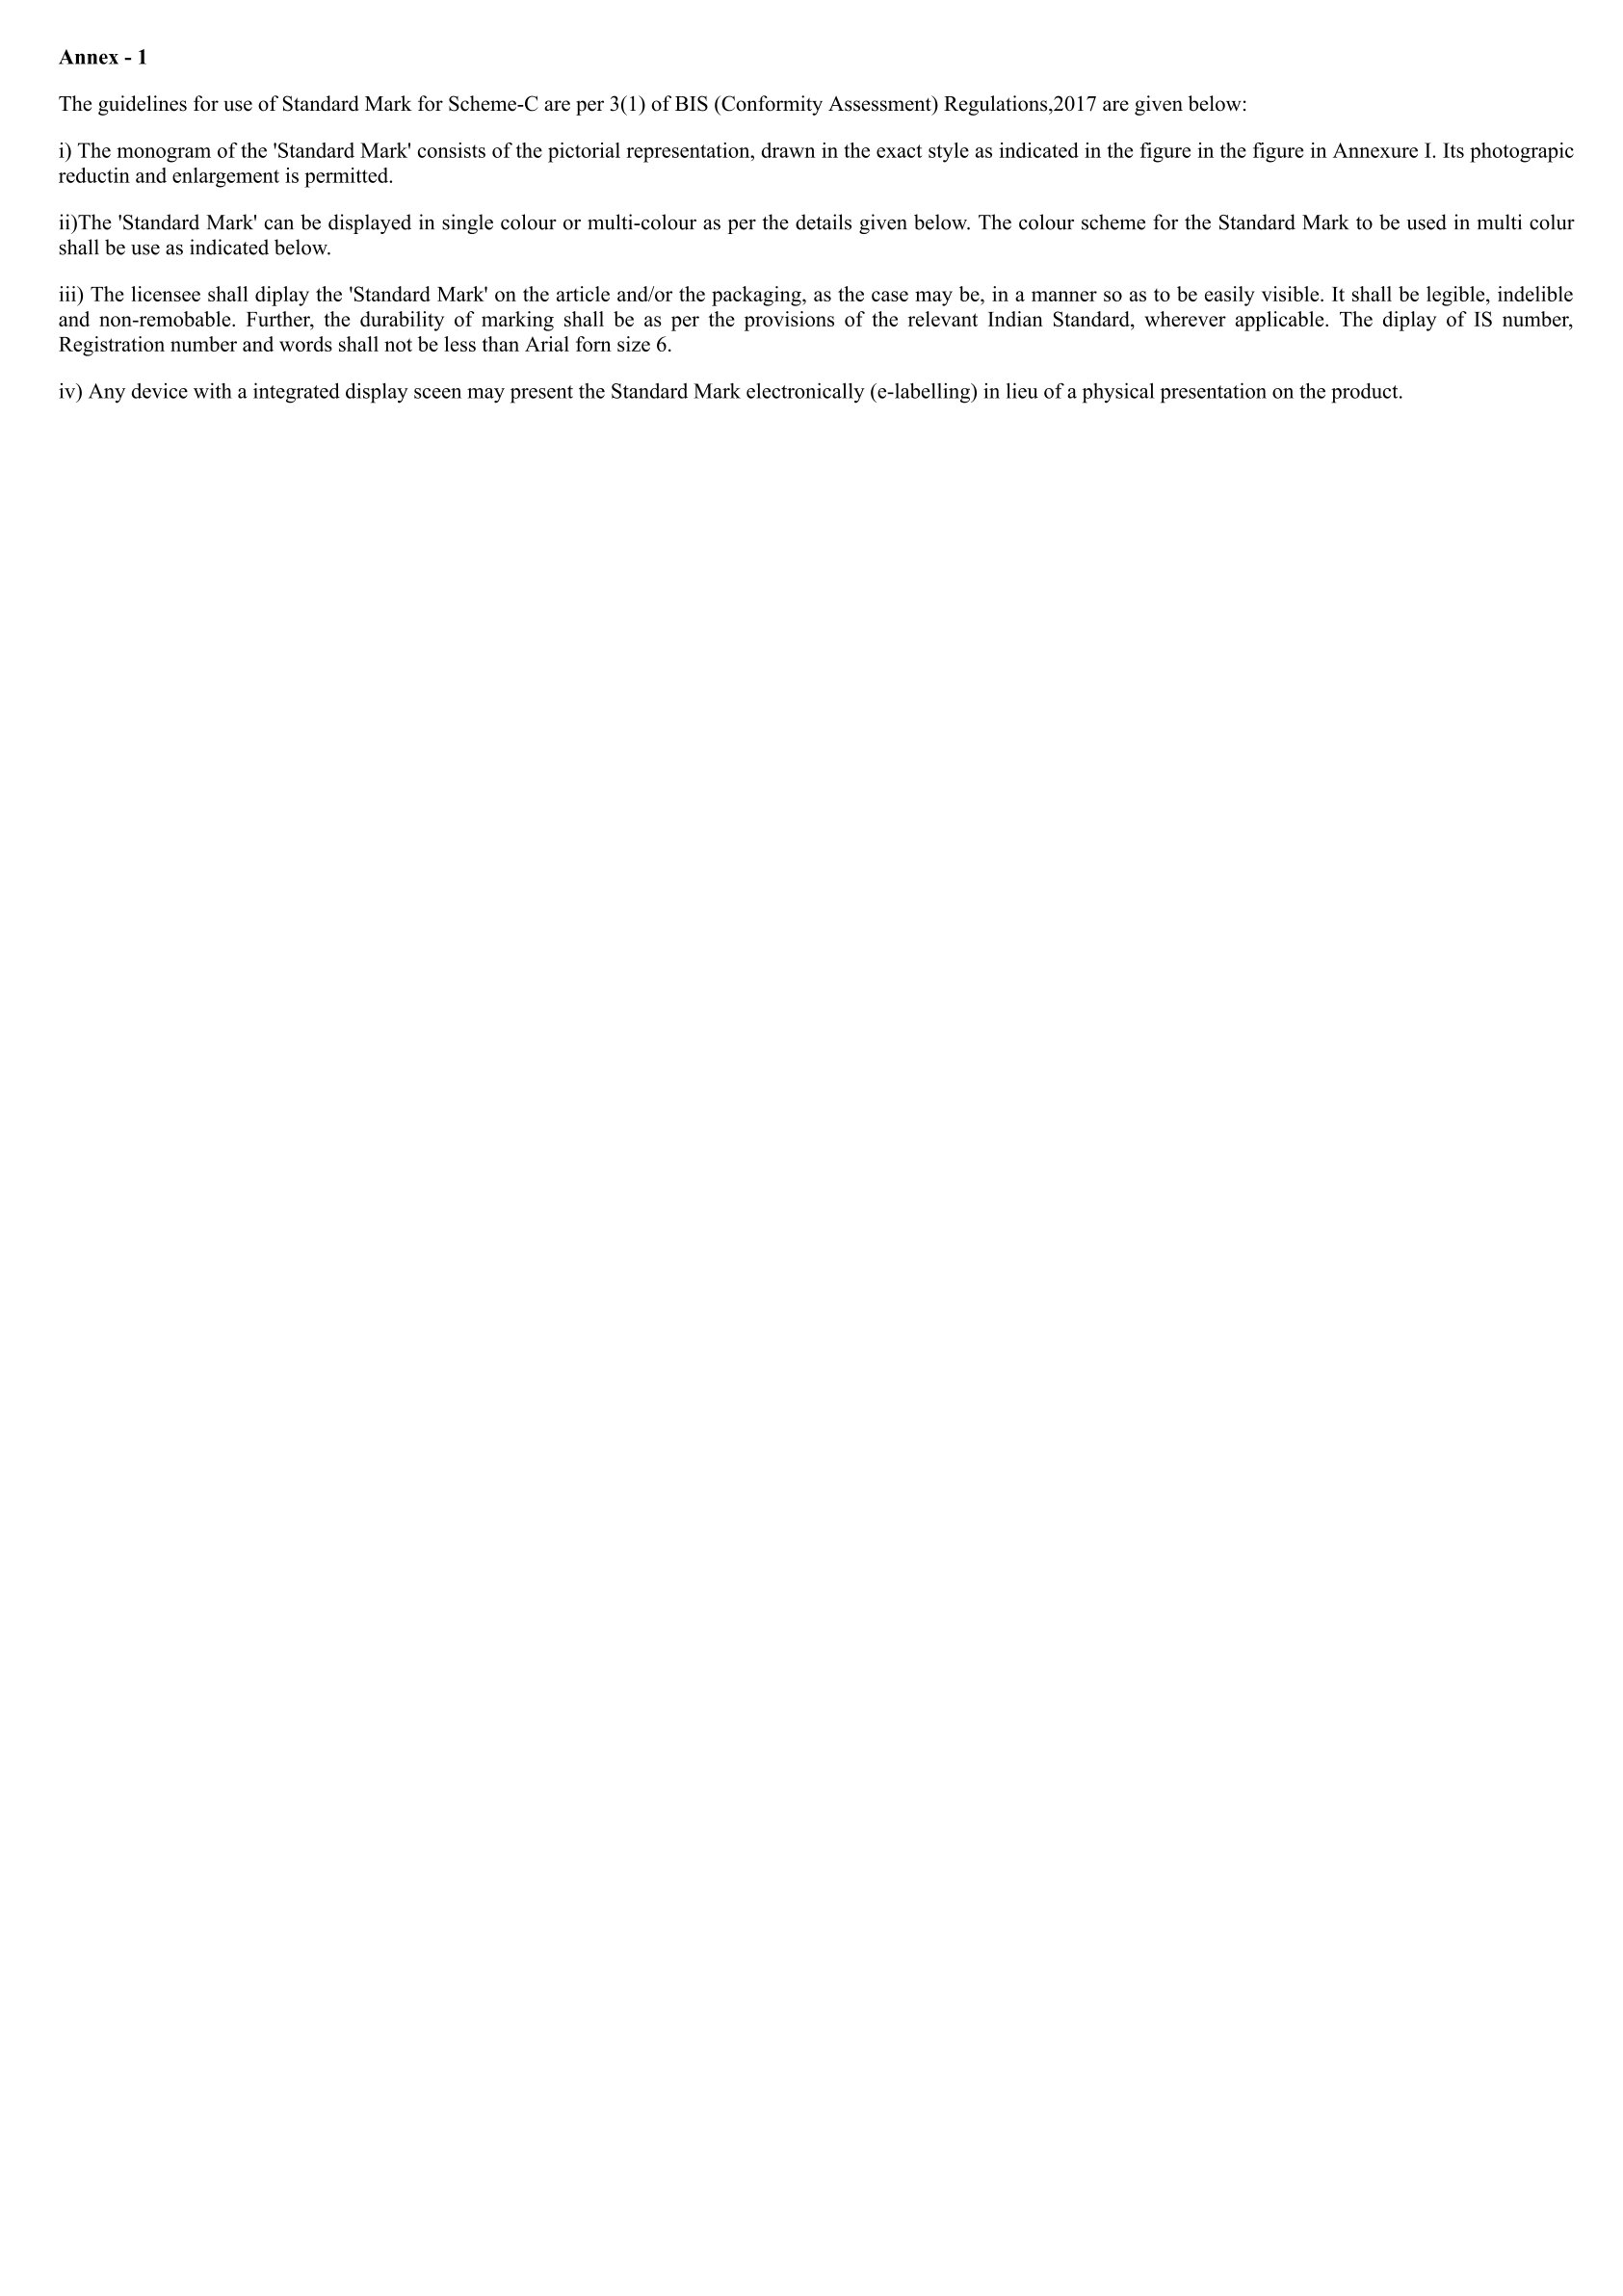 Annex - 1
The guidelines for use of Standard Mark for Scheme-C are per 3(1) of BIS (Conformity Assessment) Regulations,2017 are given below:
i) The monogram of the 'Standard Mark' consists of the pictorial representation, drawn in the exact style as indicated in the figure in the figure in Annexure I. Its photograpic
reductin and enlargement is permitted.
ii)The 'Standard Mark' can be displayed in single colour or multi-colour as per the details given below. The colour scheme for the Standard Mark to be used in multi colur
shall be use as indicated below.
iii) The licensee shall diplay the 'Standard Mark' on the article and/or the packaging, as the case may be, in a manner so as to be easily visible. It shall be legible, indelible
and non-remobable. Further, the durability of marking shall be as per the provisions of the relevant Indian Standard, wherever applicable. The diplay of IS number,
Registration number and words shall not be less than Arial forn size 6.
iv) Any device with a integrated display sceen may present the Standard Mark electronically (e-labelling) in lieu of a physical presentation on the product.